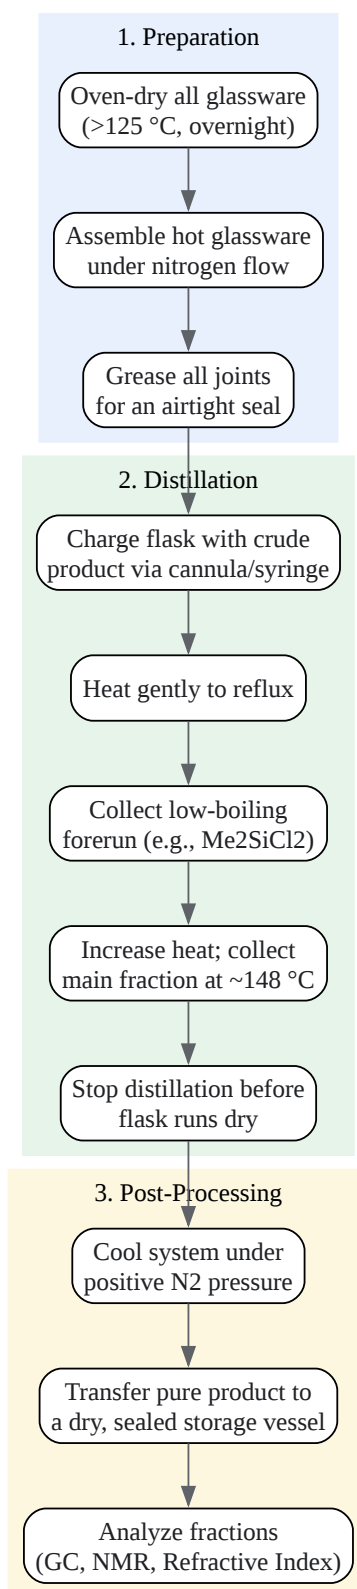 1. Preparation
Oven-dry all glassware
(>125 °C, overnight)
Assemble hot glassware
under nitrogen flow
Grease all joints
for an airtight seal
2. Distillation
Charge flask with crude
product via cannula/syringe
Heat gently to reflux
Collect low-boiling
forerun (e.g., Me2SiCl2)
Increase heat; collect
main fraction at ~148 °C
Stop distillation before
flask runs dry
3. Post-Processing
Cool system under
positive N2 pressure
Transfer pure product to
a dry, sealed storage vessel
Analyze fractions
(GC, NMR, Refractive Index)